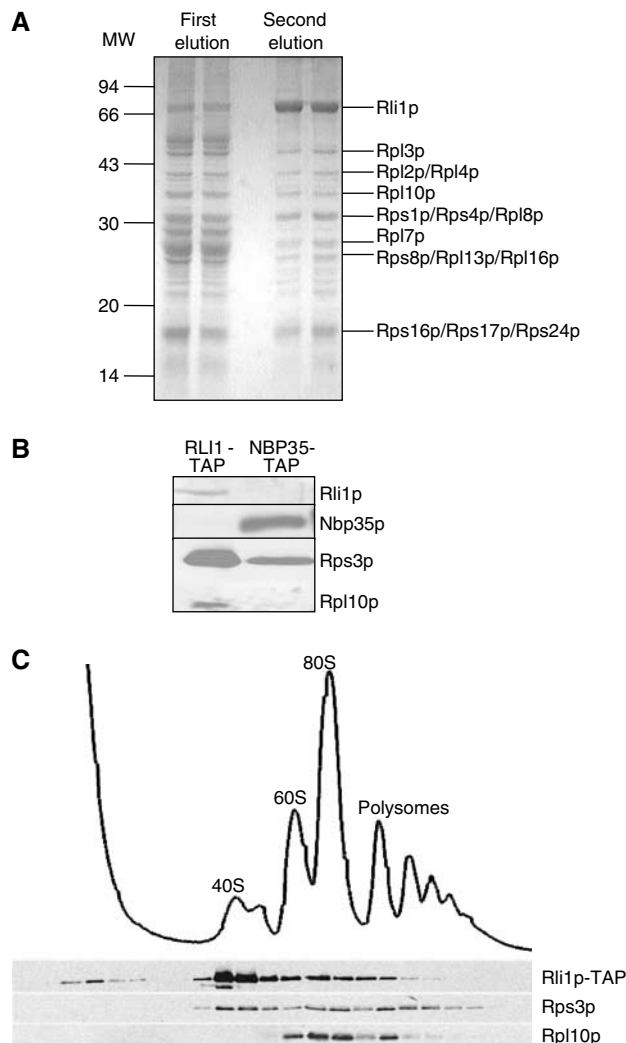 A
MW
First
elution
Second
elution
94
66
43
30
20
14
Rli1p
Rpl3p
Rpl2p/Rpl4p
Rpl10p
Rps1p/Rps4p/Rpl8p
Rpl7p
Rps8p/Rpl13p/Rpl16p
Rps16p/Rps17p/Rps24p
B
RLI1 -
TAP
NBP35-
TAP
Rli1p
Nbp35p
Rps3p
Rpl10p
C
80S
60S
Polysomes
40S
Rli1p-TAP
Rps3p
Rpl10p